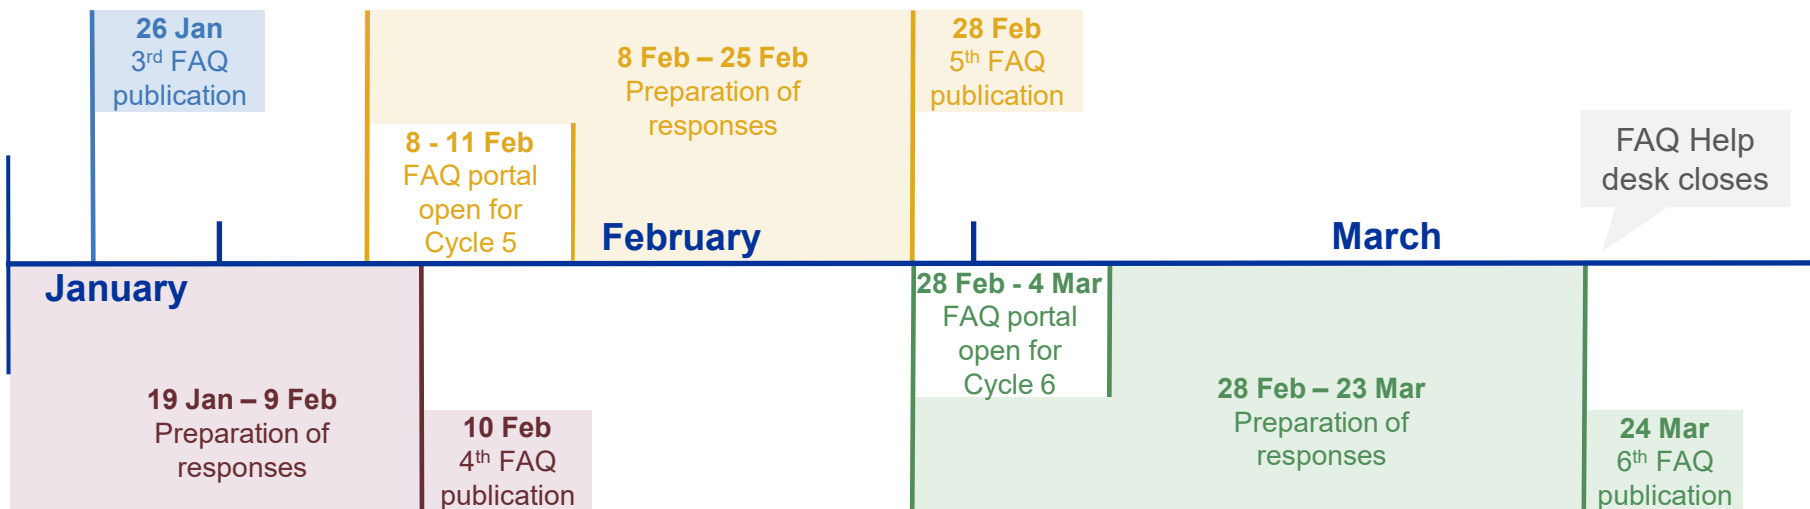 26 Jan
3rd FAQ
publication
8 Feb – 25 Feb
Preparation of
responses
28 Feb
5th FAQ
publication
8 - 11 Feb
FAQ portal
open for
Cycle 5
FAQ Help
desk closes
February
March
January
28 Feb - 4 Mar
FAQ portal
open for
Cycle 6
19 Jan – 9 Feb
Preparation of
responses
10 Feb
4th FAQ
publication
28 Feb – 23 Mar
Preparation of
responses
24 Mar
6th FAQ
publication